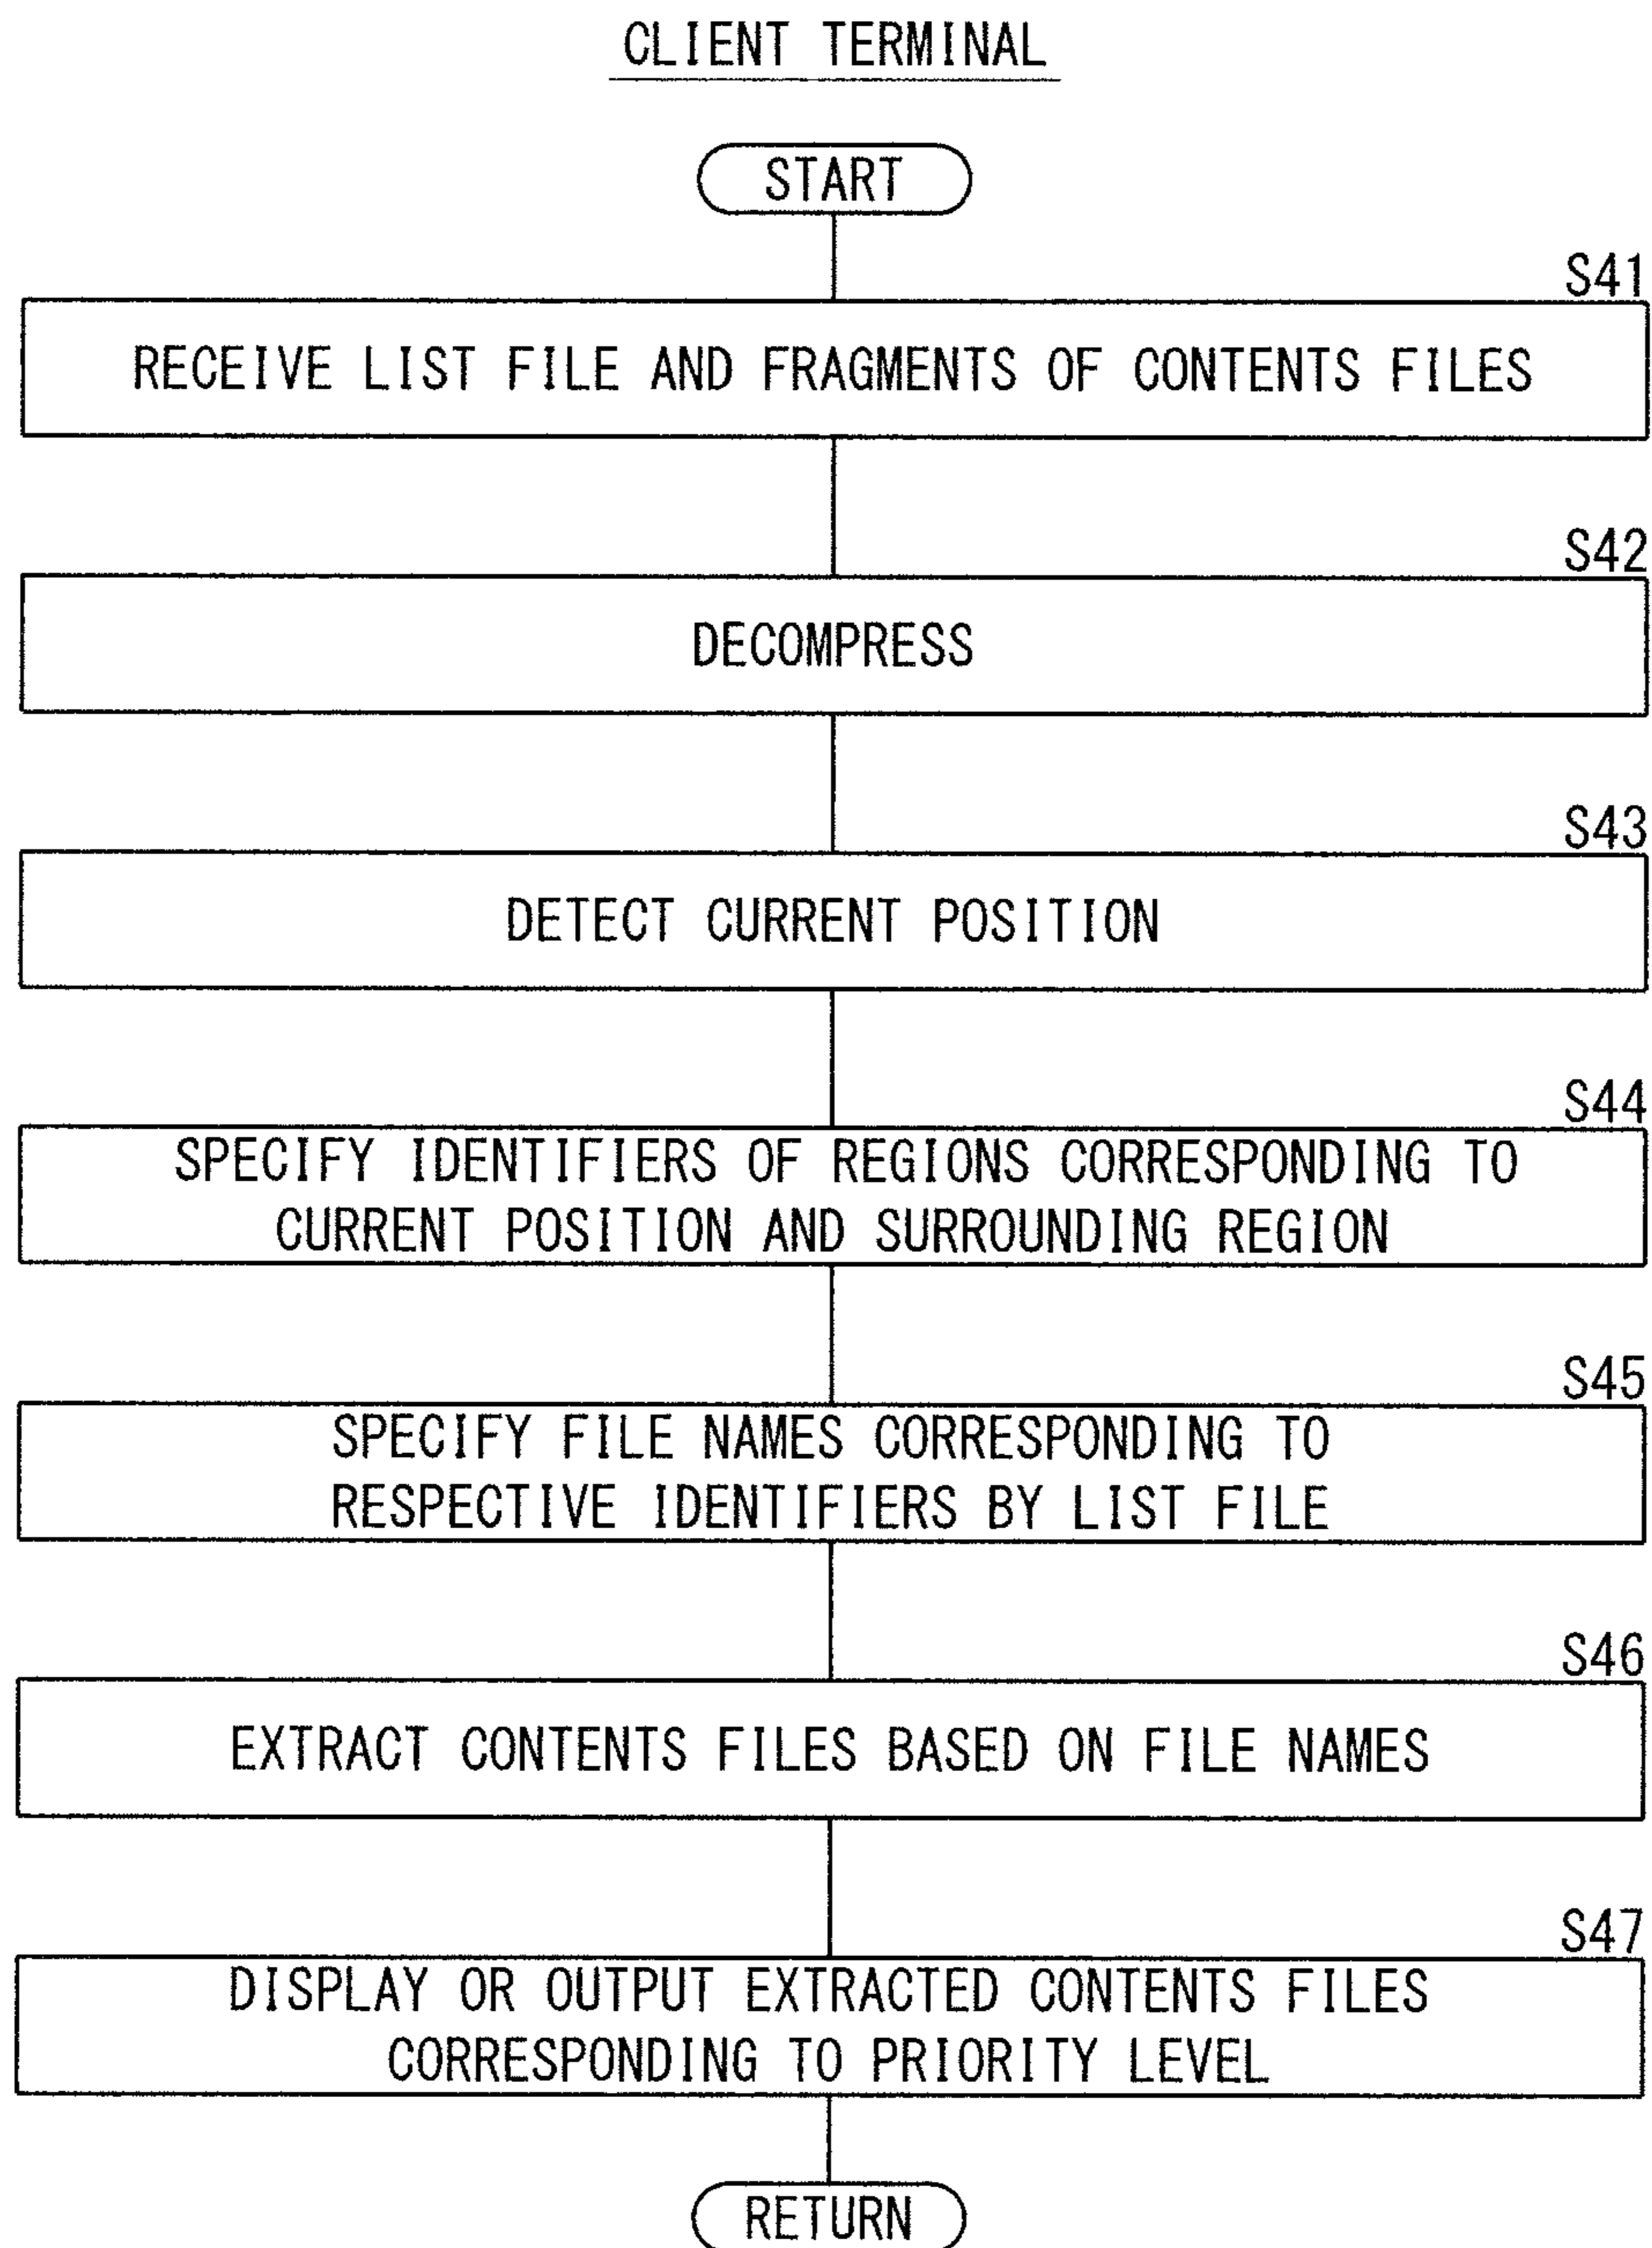 CLIENT TERMINAL
START
S41
RECEIVE LIST FILE AND FRAGMENTS OF CONTENTS FILES
S42
DECOMPRESS
S43
DETECT CURRENT POSITION
S44
SPECIFY IDENTIFIERS OF REGIONS CORRESPONDING TO
CURRENT POSITION AND SURROUNDING REGION
S45
SPECIFY FILE NAMES CORRESPONDING TO
RESPECTIVE IDENTIFIERS BY LIST FILE
S46
EXTRACT CONTENTS FILES BASED ON FILE NAMES
S47
DISPLAY OR OUTPUT EXTRACTED CONTENTS FILES
CORRESPONDING TO PRIORITY LEVEL
RETURN